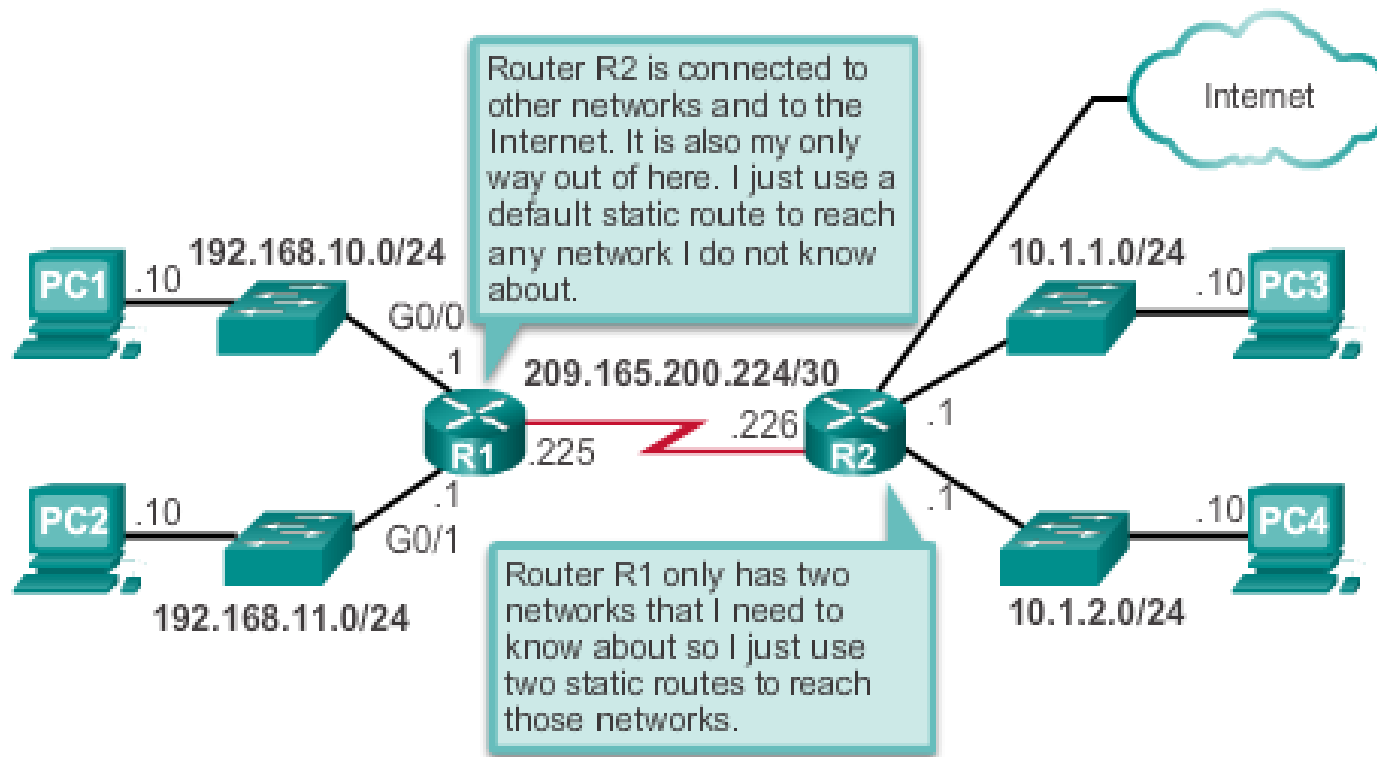 Router R2 is connected to
other networks and to the
Internet. It is also my only
way out of here. I just use a
default static route to reach
any network I do not know
about.
Internet
192.168.10.0/24
10.1.1.0/24
PC1
.10
.10
PC3
G0/0
.1
209.165.200.224/30
.1
R1
.225
.226
R2
.1
G0/1
.1
PC2
.10
.10
PC4
192.168.11.0/24
10.1.2.0/24
Router R1 only has two
networks that I need to
know about so I just use
two static routes to reach
those networks.